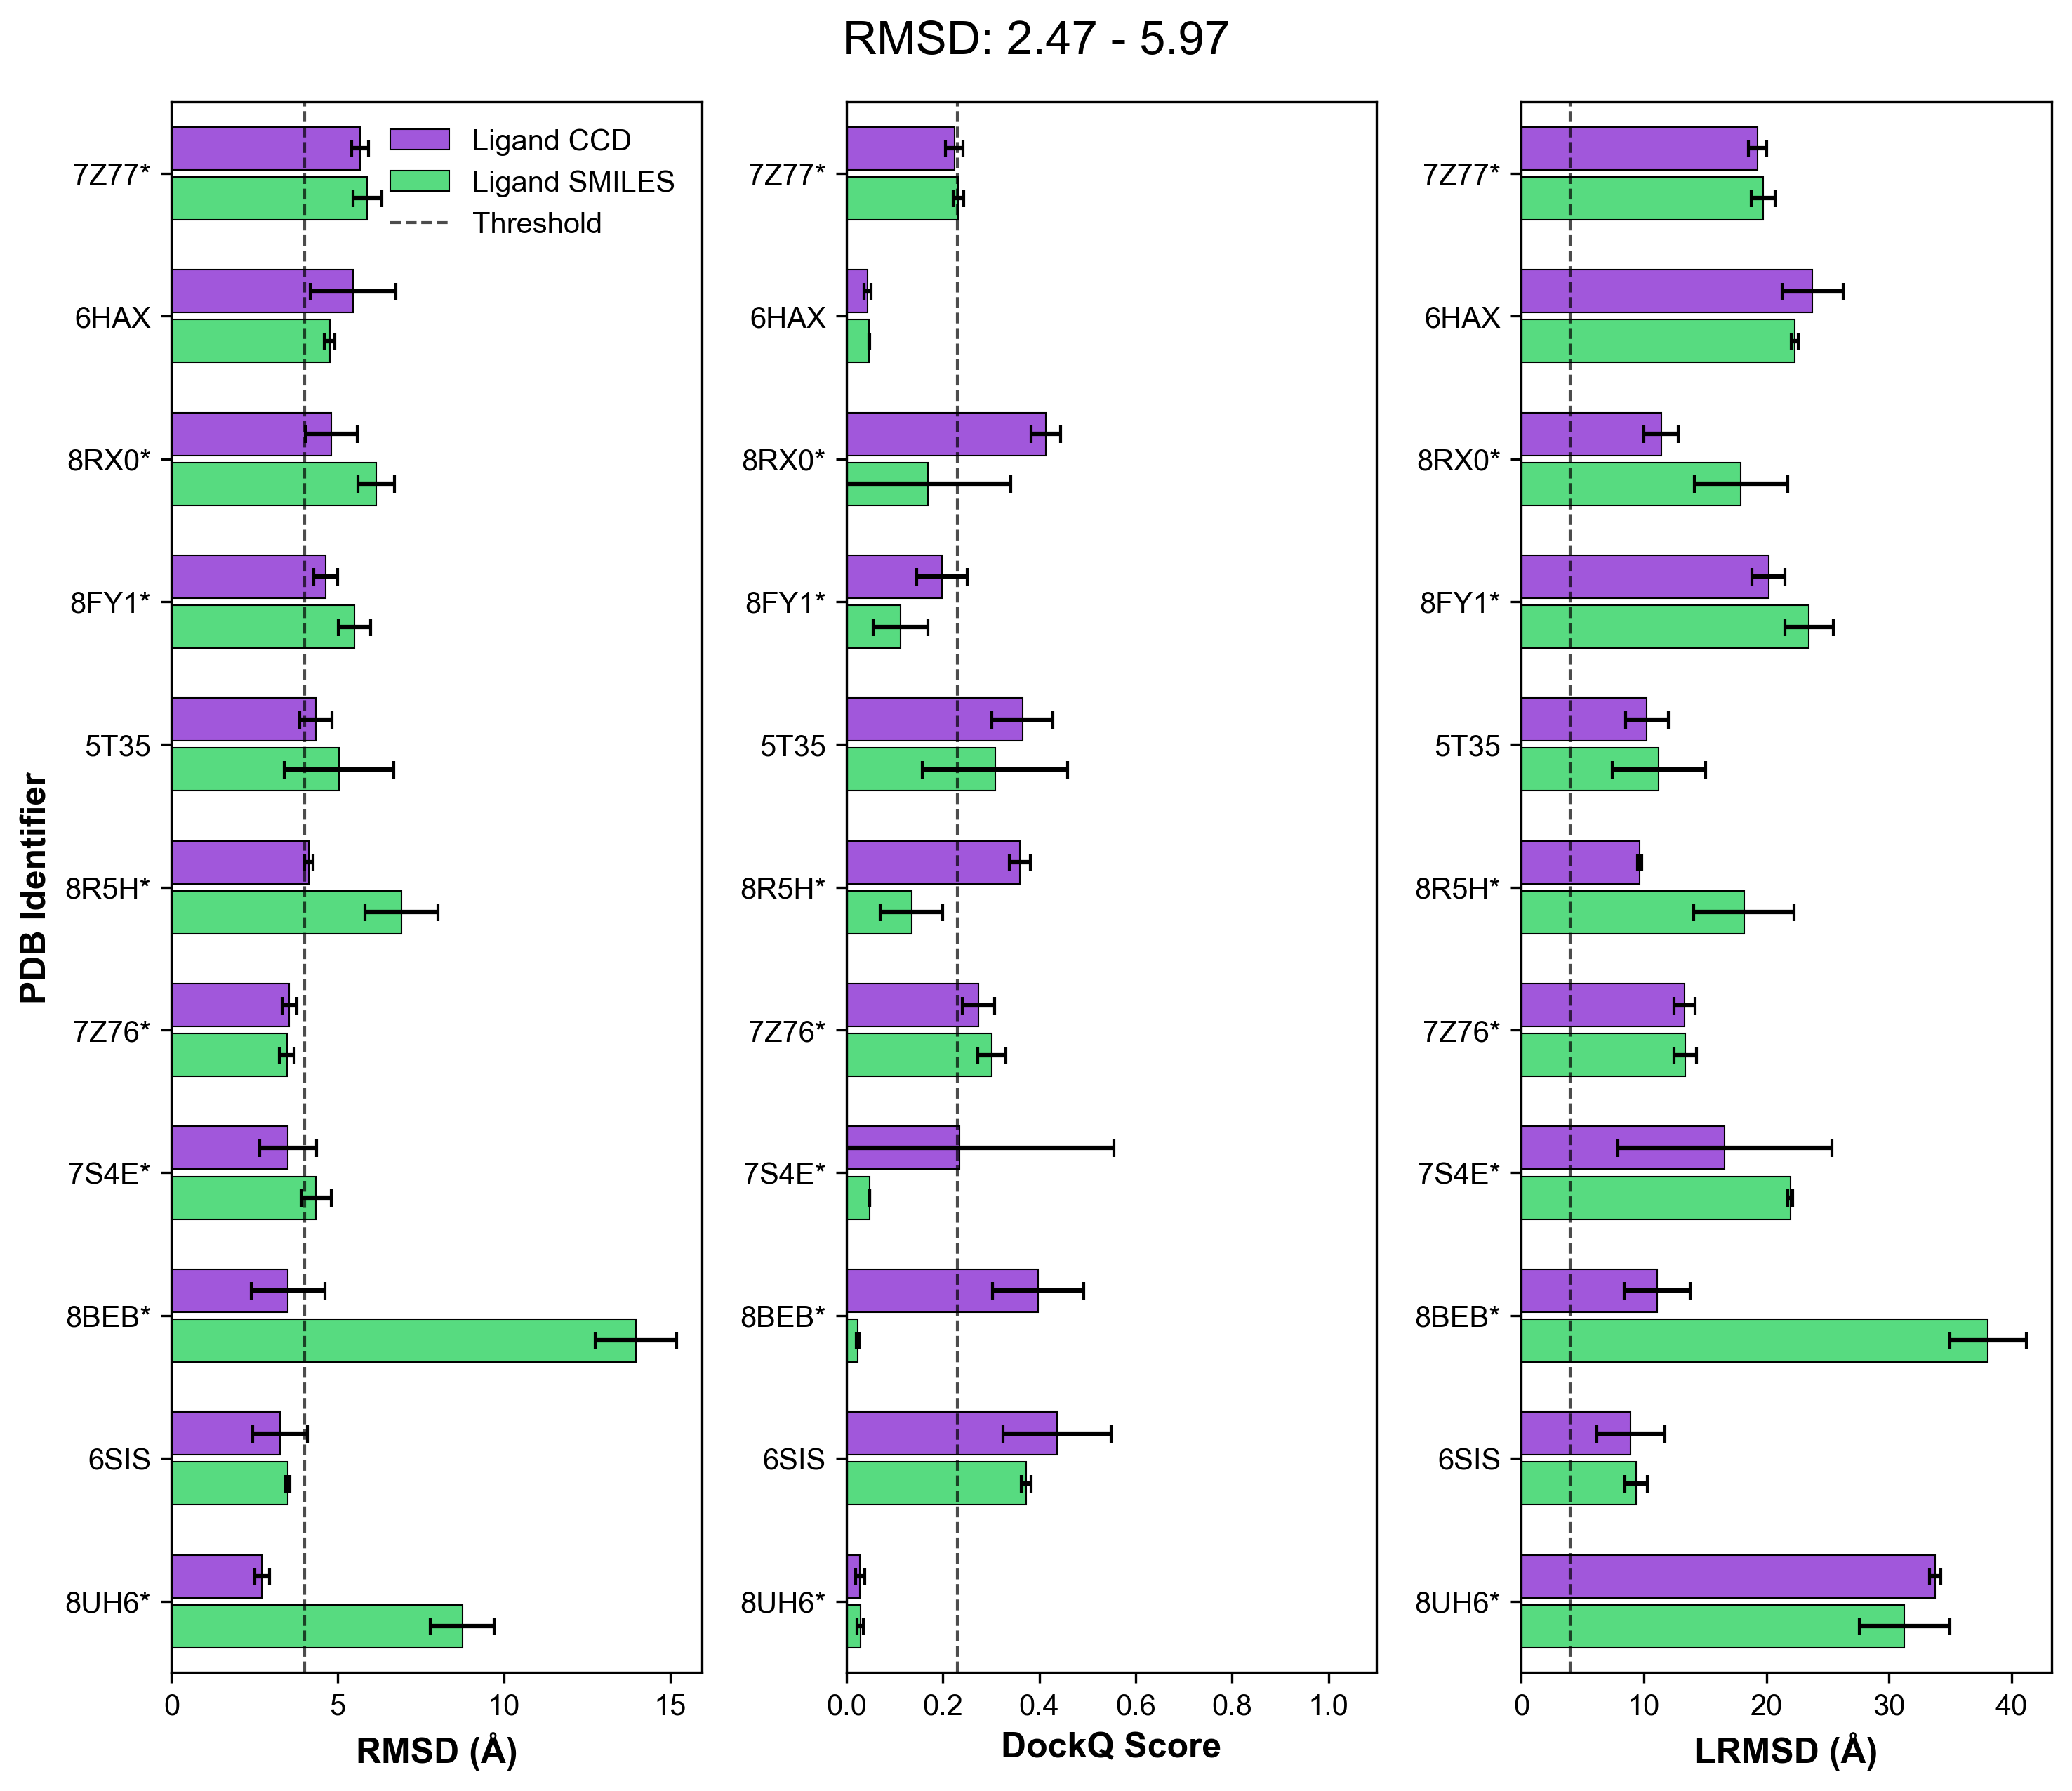 RMSD: 2.47 - 5.97
PDB Identifier
7Z77*
6HAX
8RX0*
8FY1*
5T35
8R5H*
7Z76*
7S4E*
8BEB*
6SIS
8UH6*
Ligand CCD
Ligand SMILES
Threshold
0 5 10 15
RMSD (Å)
7Z77*
6HAX
8RX0*
8FY1*
5T35
8R5H*
7Z76*
7S4E*
8BEB*
6SIS
8UH6*
0.0 0.2 0.4 0.6 0.8 1.0
DockQ Score
7Z77*
6HAX
8RX0*
8FY1*
5T35
8R5H*
7Z76*
7S4E*
8BEB*
6SIS
8UH6*
0 10 20 30 40
LRMSD (Å)